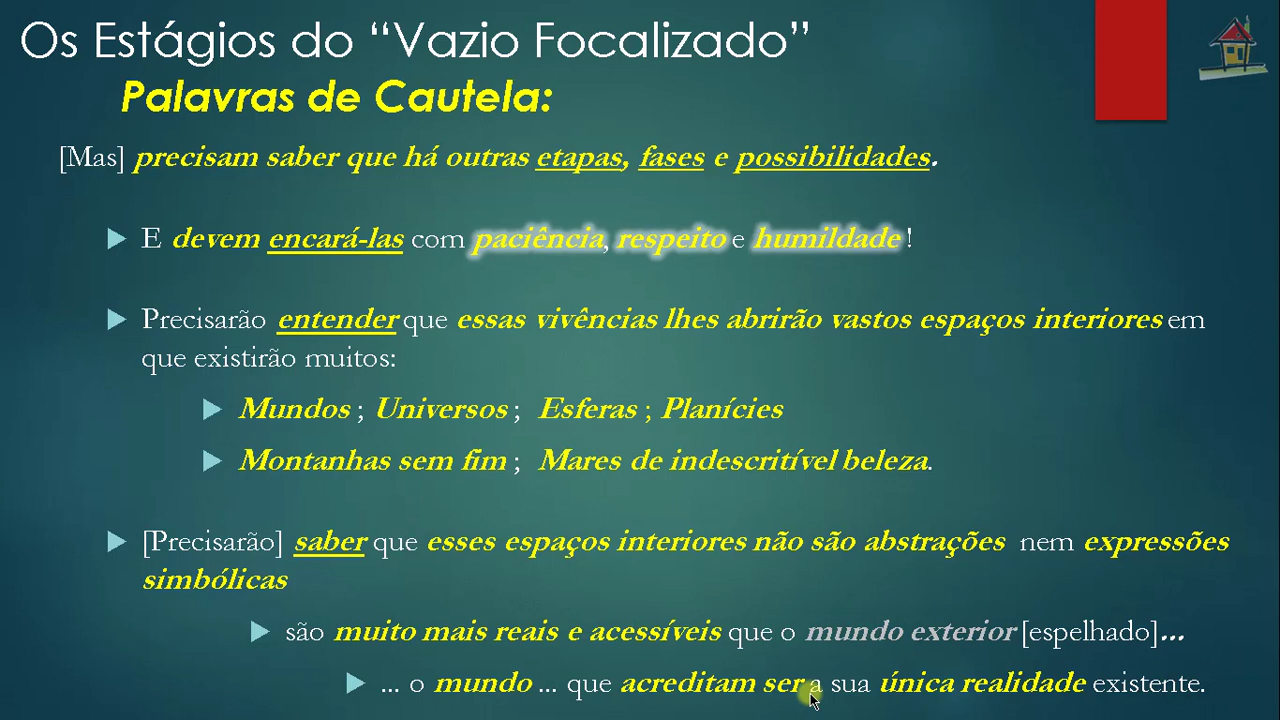 Os Estágios do “Vazio Focalizado”
Palavras de Cautela:
[Mas] precisam saber que há outras etapas, fases e possibilidades.
E devem encará-las com paciência, respeito e humildade !
Precisarão entender que essas vivências lhes abrirão vastos espaços interiores em
que existirão muitos:
Mundos ; Universos ; Esferas ; Planícies
Montanhas sem fim ; Mares de indescritível beleza.
[Precisarão] saber que esses espaços interiores não são abstrações nem expressões
simbólicas
são muito mais reais e acessíveis que o mundo exterior [espelhado]...
... o mundo ... que acreditam ser a sua única realidade existente.